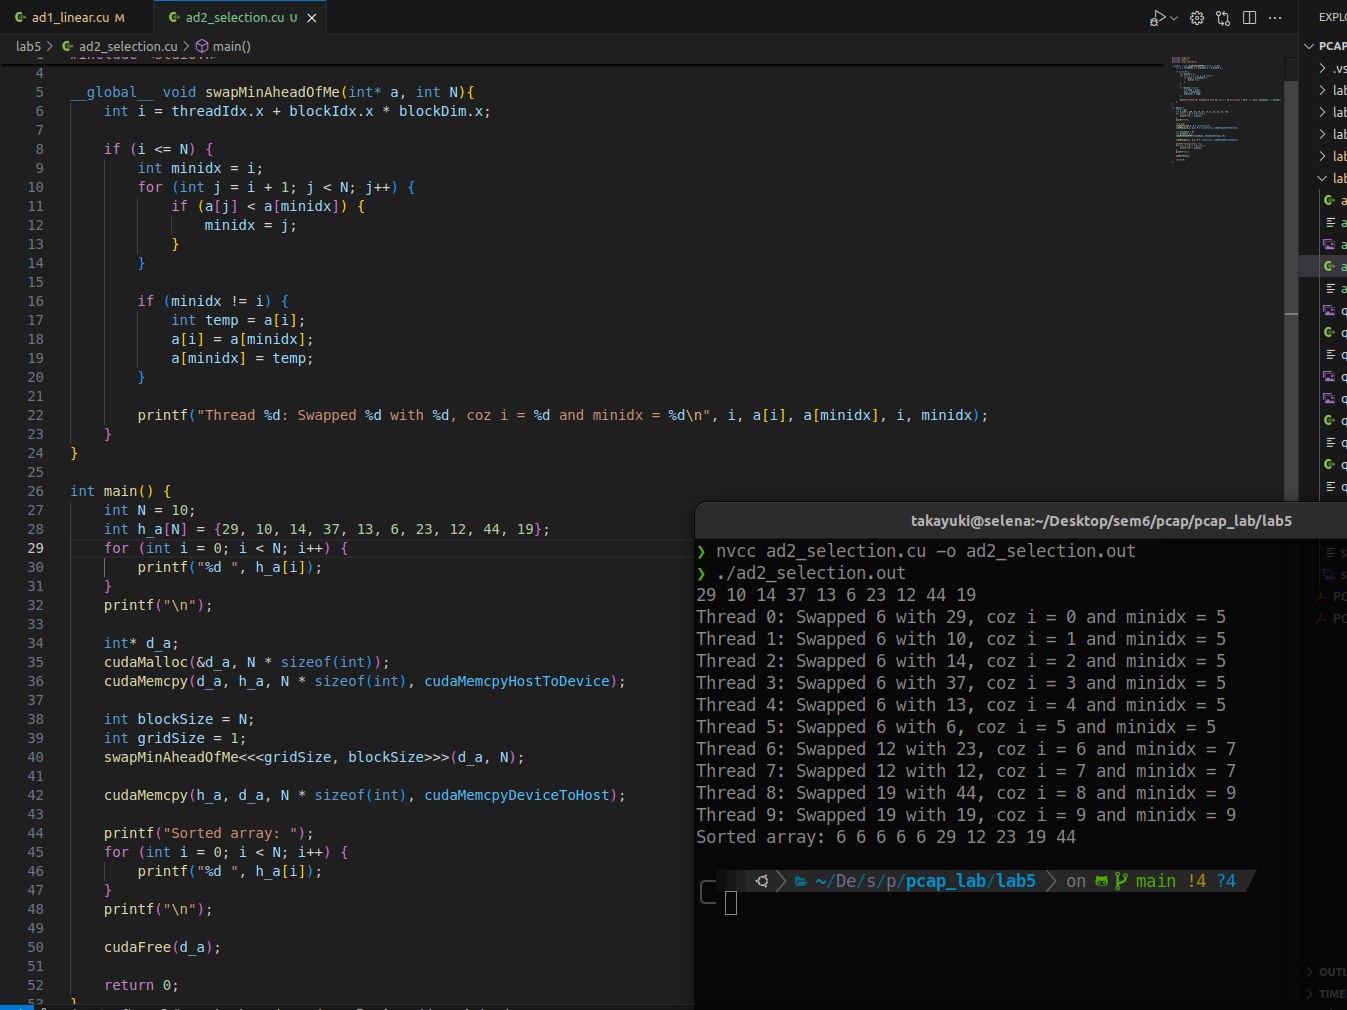 ad1_linear.cu M
ad2_selection.cu U
EXPL
lab5 > ad2_selection.cu > main()
PCAP
4
5 __global__ void swapMinAheadOfMe(int* a, int N){
6 int i = threadIdx.x + blockIdx.x * blockDim.x;
7
8 if (i <= N) {
9 int minidx = i;
10 for (int j = i + 1; j < N; j++) {
11 if (a[j] < a[minidx]) {
12 minidx = j;
13 }
14 }
15
16 if (minidx != i) {
17 int temp = a[i];
18 a[i] = a[minidx];
19 a[minidx] = temp;
20 }
21
22 printf("Thread %d: Swapped %d with %d, coz i = %d and minidx = %d\n", i, a[i], a[minidx], i, minidx);
23 }
24 }
25
26 int main() {
27 int N = 10;
28 int h_a[N] = {29, 10, 14, 37, 13, 6, 23, 12, 44, 19};
29 for (int i = 0; i < N; i++) {
30 printf("%d ", h_a[i]);
31 }
32 printf("\n");
33
34 int* d_a;
35 cudaMalloc(&d_a, N * sizeof(int));
36 cudaMemcpy(d_a, h_a, N * sizeof(int), cudaMemcpyHostToDevice);
37
38 int blockSize = N;
39 int gridSize = 1;
40 swapMinAheadOfMe<<<gridSize, blockSize>>>(d_a, N);
41
42 cudaMemcpy(h_a, d_a, N * sizeof(int), cudaMemcpyDeviceToHost);
43
44 printf("Sorted array: ");
45 for (int i = 0; i < N; i++) {
46 printf("%d ", h_a[i]);
47 }
48 printf("\n");
49
50 cudaFree(d_a);
51
52 return 0;
53 }
.vs
lab
lab
lab
lab
lab
takayuki@selena:~/Desktop/sem6/pcap/pcap_lab/lab5
❯ nvcc ad2_selection.cu -o ad2_selection.out
❯ ./ad2_selection.out
29 10 14 37 13 6 23 12 44 19
Thread 0: Swapped 6 with 29, coz i = 0 and minidx = 5
Thread 1: Swapped 6 with 10, coz i = 1 and minidx = 5
Thread 2: Swapped 6 with 14, coz i = 2 and minidx = 5
Thread 3: Swapped 6 with 37, coz i = 3 and minidx = 5
Thread 4: Swapped 6 with 13, coz i = 4 and minidx = 5
Thread 5: Swapped 6 with 6, coz i = 5 and minidx = 5
Thread 6: Swapped 12 with 23, coz i = 6 and minidx = 7
Thread 7: Swapped 12 with 12, coz i = 7 and minidx = 7
Thread 8: Swapped 19 with 44, coz i = 8 and minidx = 9
Thread 9: Swapped 19 with 19, coz i = 9 and minidx = 9
Sorted array: 6 6 6 6 6 29 12 23 19 44
~/De/s/p/pcap_lab/lab5 on main !4 ?4
OUTL
TIME